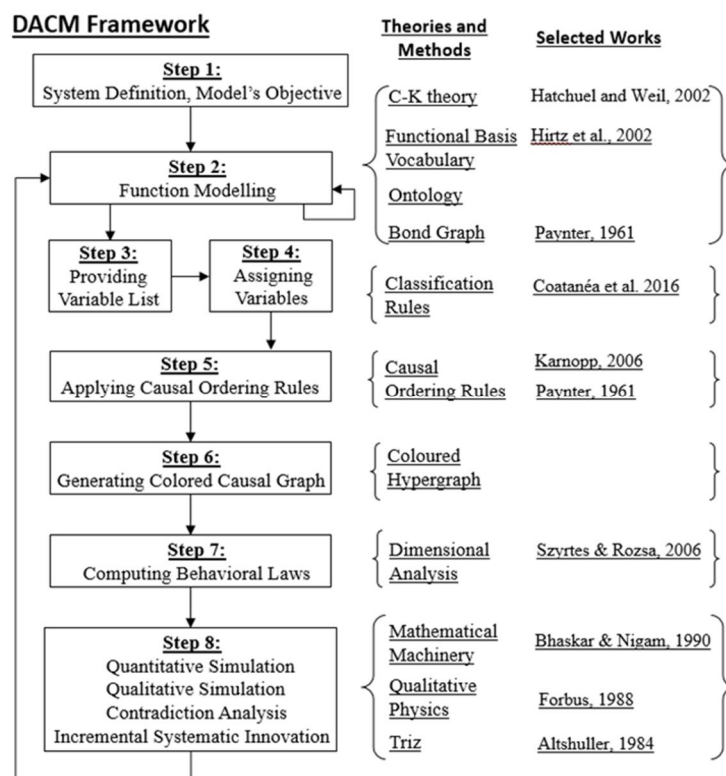 DACM Framework
Theories and
Methods
Selected Works
Step 1:
System Definition, Model's Objective
Step 2:
Function Modelling
Step 3:
Providing
Variable List
Step 4:
Assigning
Variables
Step 5:
Applying Causal Ordering Rules
Step 6:
Generating Colored Causal Graph
Step 7:
Computing Behavioral Laws
Step 8:
Quantitative Simulation
Qualitative Simulation
Contradiction Analysis
Incremental Systematic Innovation
C-K theory
Hatchuel and Weil, 2002
Functional Basis
Vocabulary
Hirtz et al., 2002
Ontology
Bond Graph
Paynter, 1961
Classification
Rules
Coatanéa et al. 2016
Causal
Ordering Rules
Karnopp, 2006
Paynter, 1961
Coloured
Hypergraph
Dimensional
Analysis
Szyrtes & Rozsa, 2006
Mathematical
Machinery
Bhaskar & Nigam, 1990
Qualitative
Physics
Forbus, 1988
Triz
Altshuller, 1984